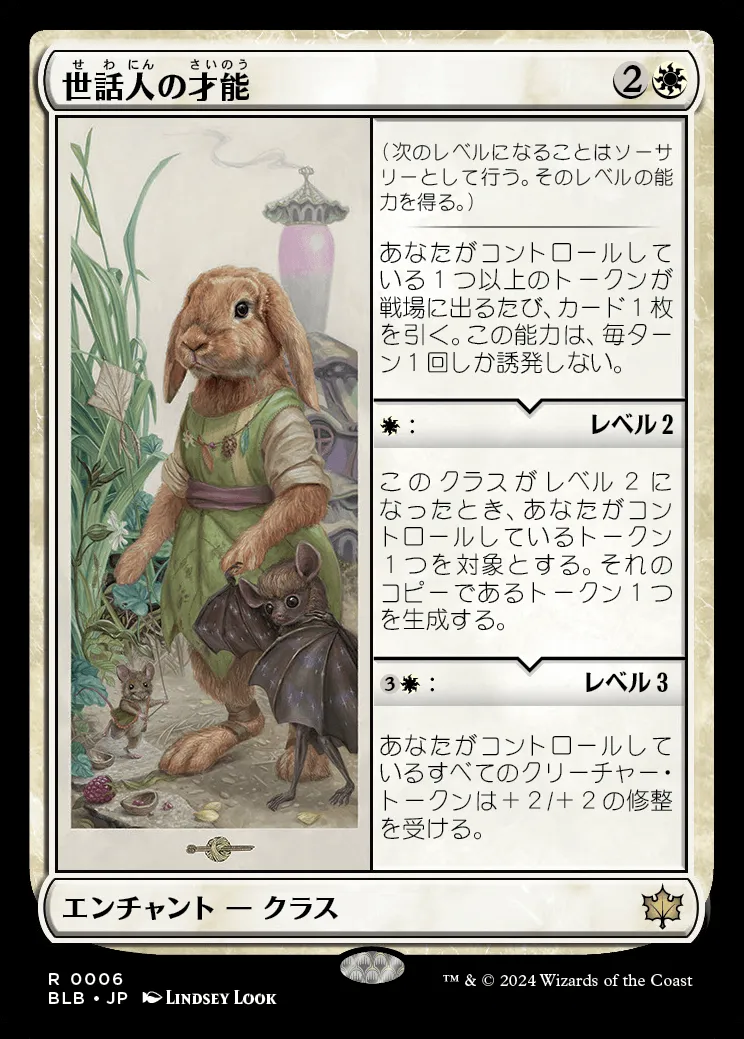 せわにん さいのう
世話人の才能
2
(次のレベルになることはソーサ
リーとして行う。そのレベルの能
力を得る。)
あなたがコントロールして
いる1つ以上のトークンが
戦場に出るたび、カード1枚
を引く。この能力は、毎ター
ン1回しか誘発しない。
: レベル2
このクラスがレベル2に
なったとき、あなたがコン
トロールしているトークン
1つを対象とする。それの
コピーであるトークン1つ
を生成する。
3: レベル3
あなたがコントロールして
いるすべてのクリーチャー・
トークンは+2/+2の修整
を受ける。
エンチャント — クラス
R 0006
BLB • JP LINDSEY LOOK
™ & © 2024 Wizards of the Coast